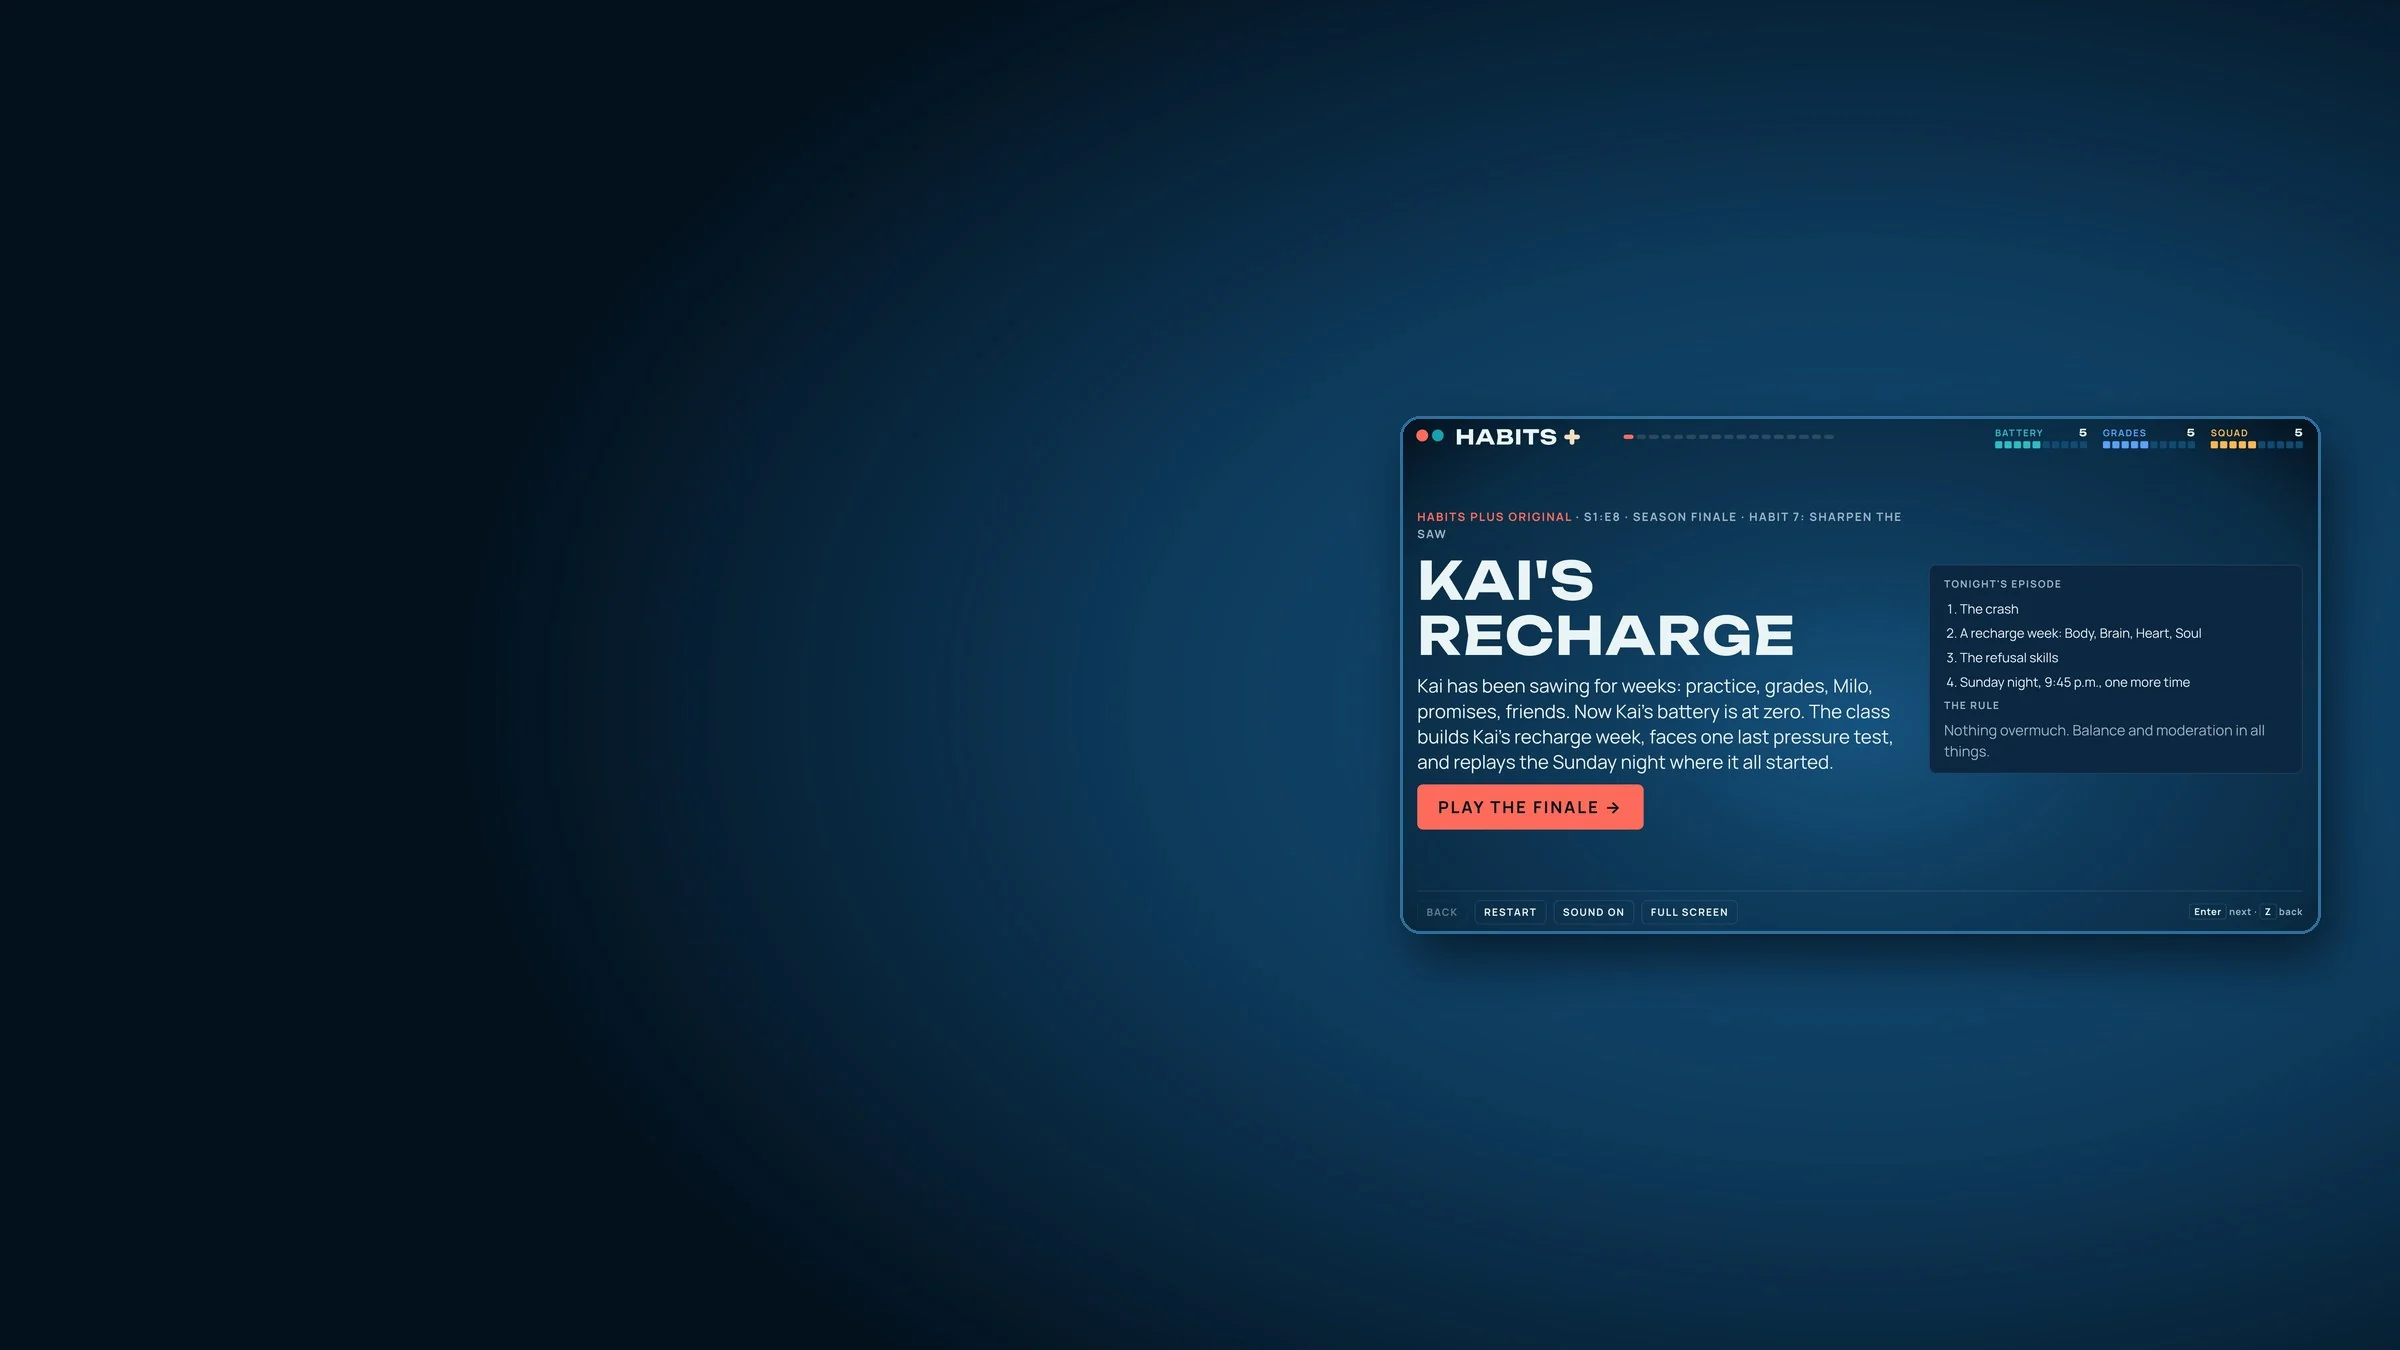 HABITS +
BATTERY 5
GRADES 5
SQUAD 5
HABITS PLUS ORIGINAL · S1:E8 · SEASON FINALE · HABIT 7: SHARPEN THE
SAW
KAI'S
RECHARGE
Kai has been sawing for weeks: practice, grades, Milo,
promises, friends. Now Kai's battery is at zero. The class
builds Kai's recharge week, faces one last pressure test,
and replays the Sunday night where it all started.
PLAY THE FINALE →
TONIGHT'S EPISODE
1. The crash
2. A recharge week: Body, Brain, Heart, Soul
3. The refusal skills
4. Sunday night, 9:45 p.m., one more time
THE RULE
Nothing overmuch. Balance and moderation in all
things.
BACK
RESTART
SOUND ON
FULL SCREEN
Enter next · Z back